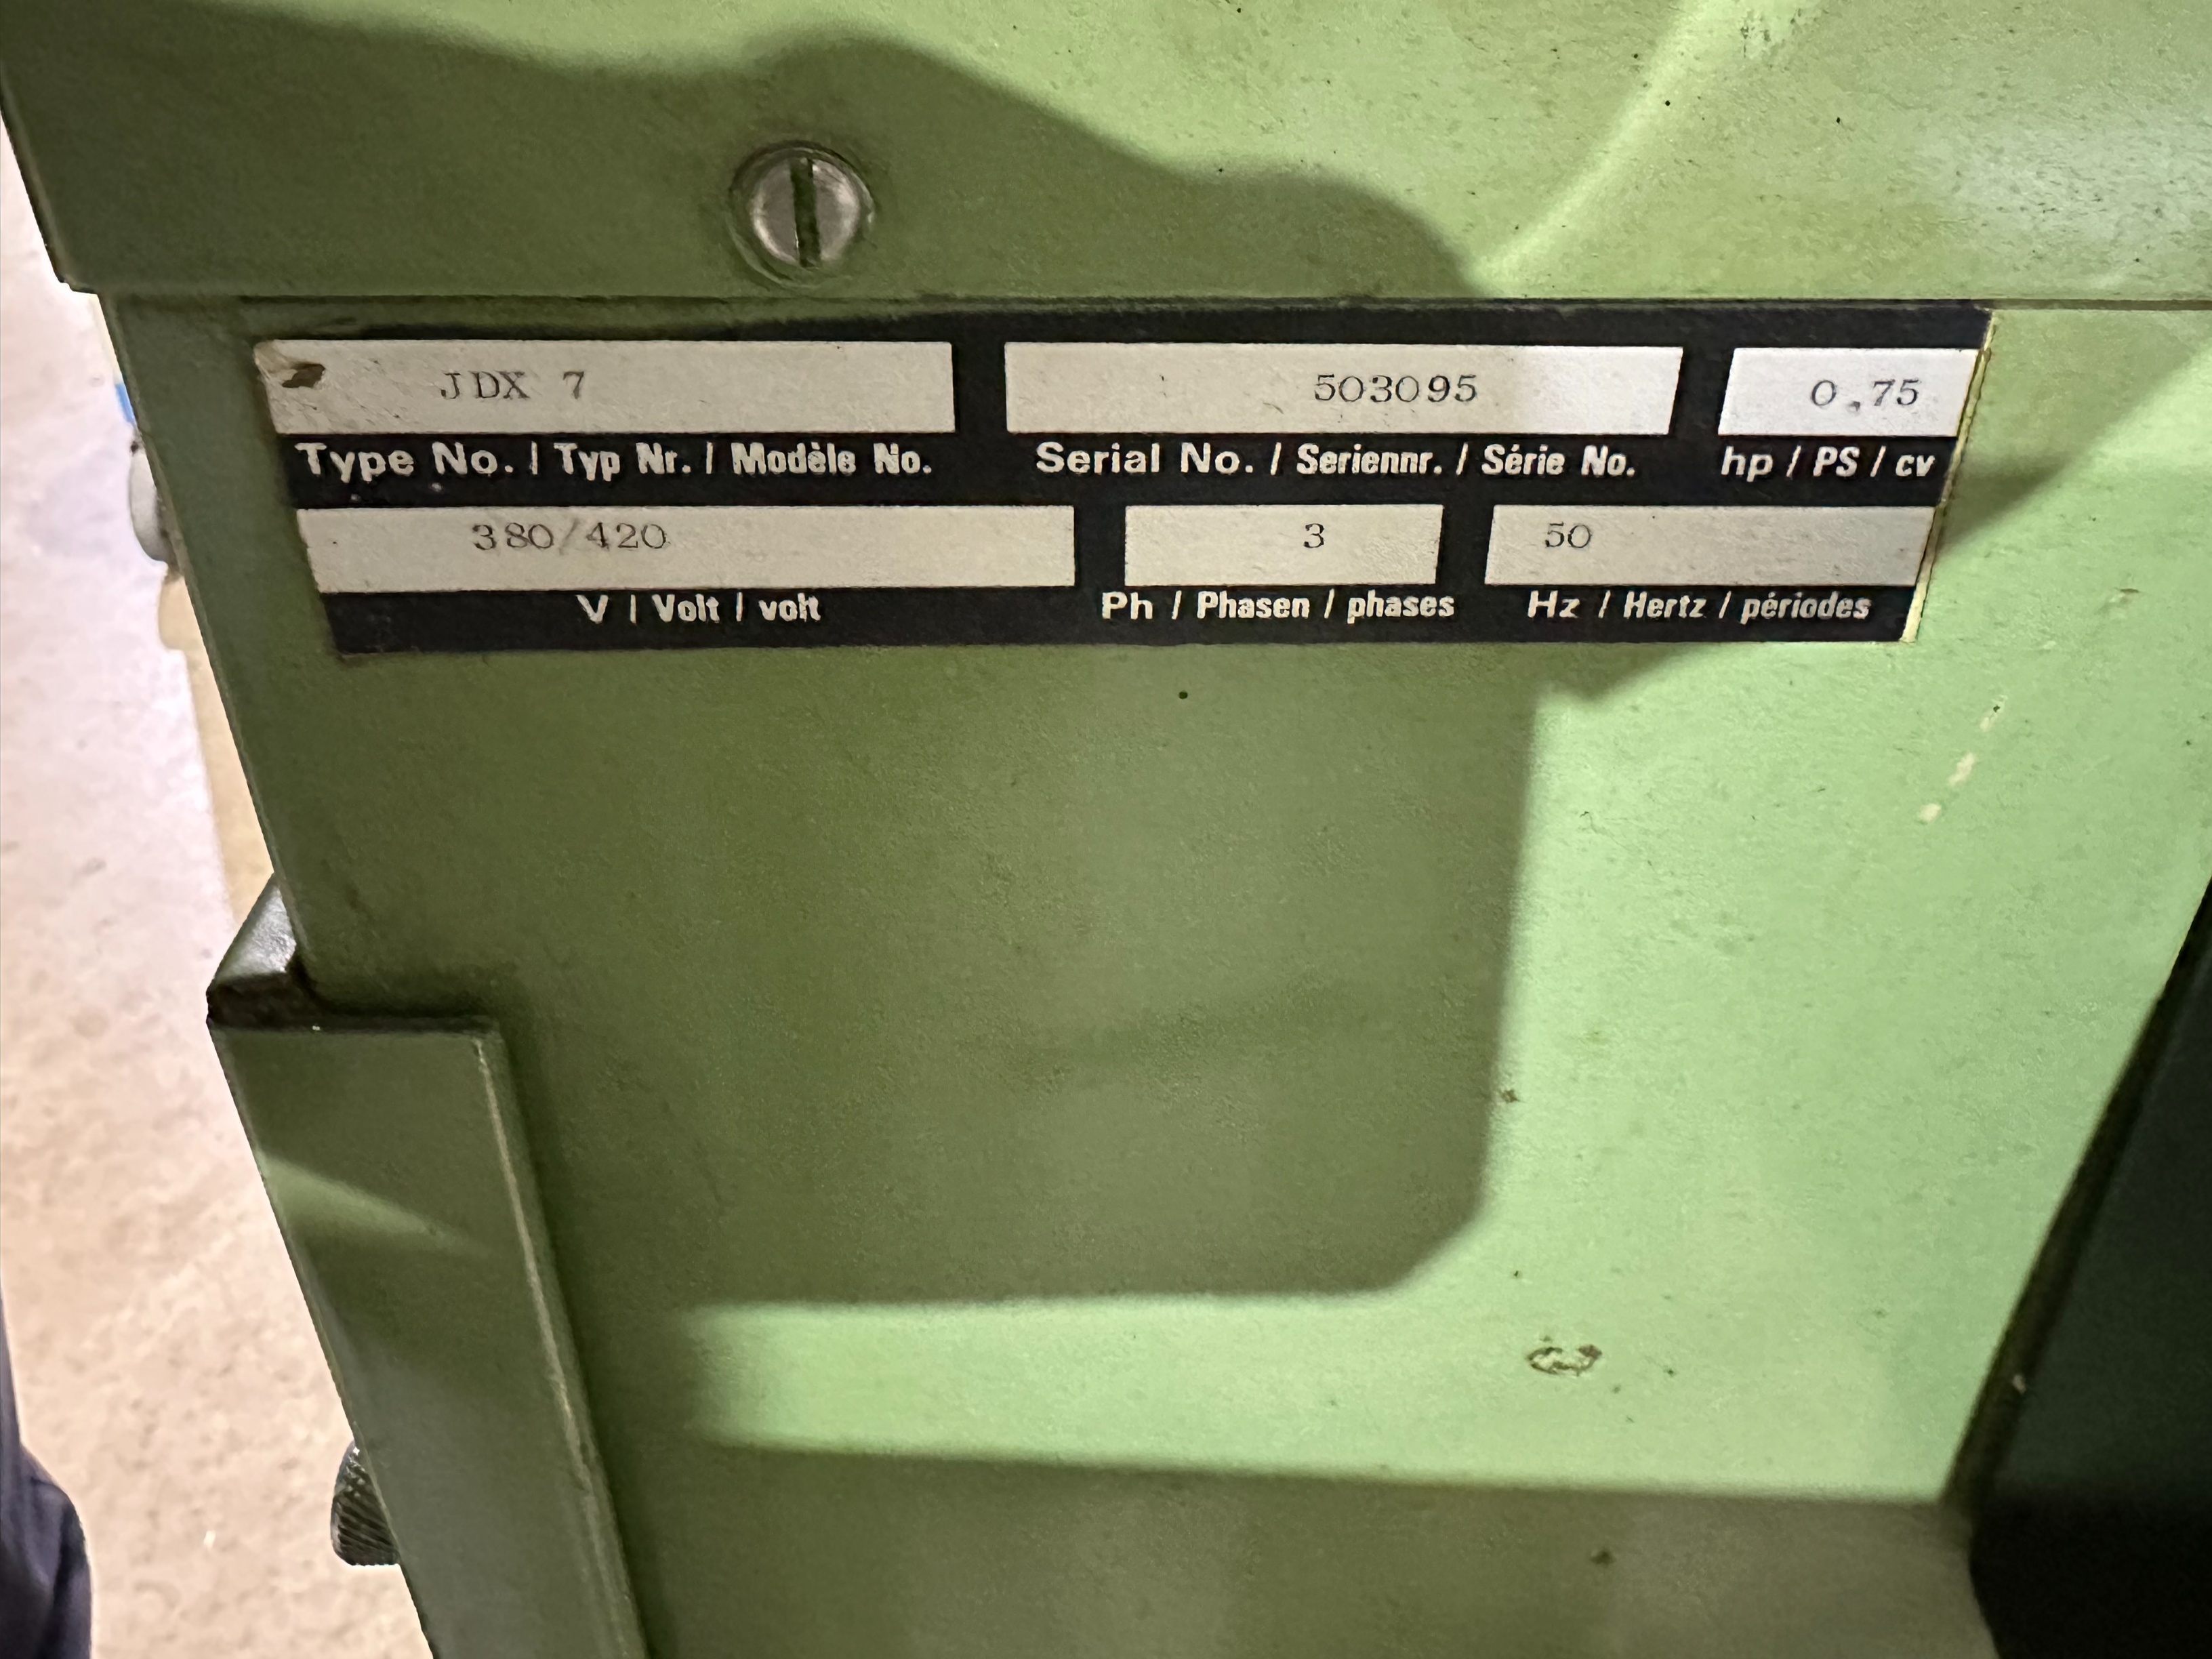 JDX 7 503095 0.75
Type No. / Typ Nr. / Modèle No. Serial No. / Seriennr. / Série No. hp / PS / cv
380/420 3 50
V / Volt / volt Ph / Phasen / phases Hz / Hertz / périodes